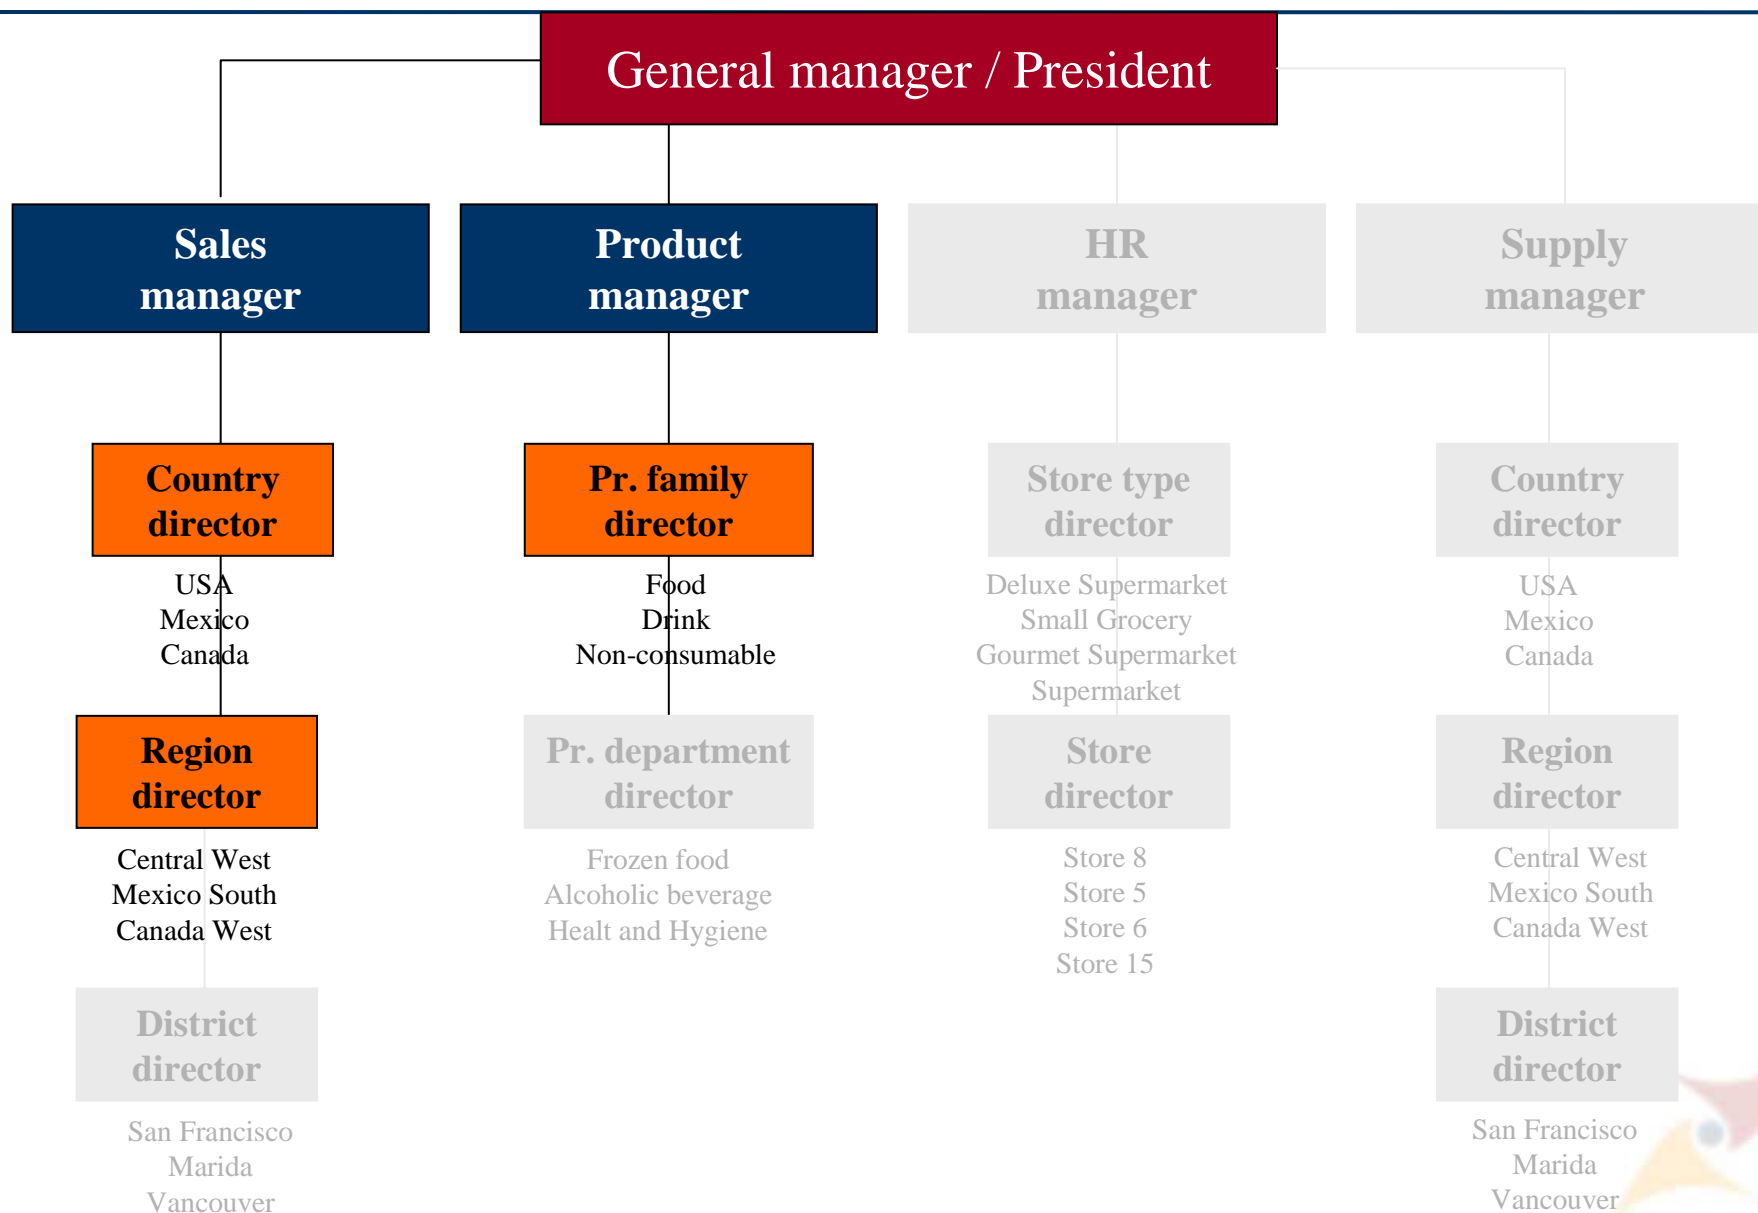 General manager / President
Sales
manager
Product
manager
HR
manager
Supply
manager
Country
director
Pr. family
director
Store type
director
Country
director
USA
Mexico
Canada
Food
Drink
Non-consumable
Deluxe Supermarket
Small Grocery
Gourmet Supermarket
Supermarket
USA
Mexico
Canada
Region
director
Pr. department
director
Store
director
Region
director
Central West
Mexico South
Canada West
Frozen food
Alcoholic beverage
Healt and Hygiene
Store 8
Store 5
Store 6
Store 15
Central West
Mexico South
Canada West
District
director
District
director
San Francisco
Marida
Vancouver
San Francisco
Marida
Vancouver